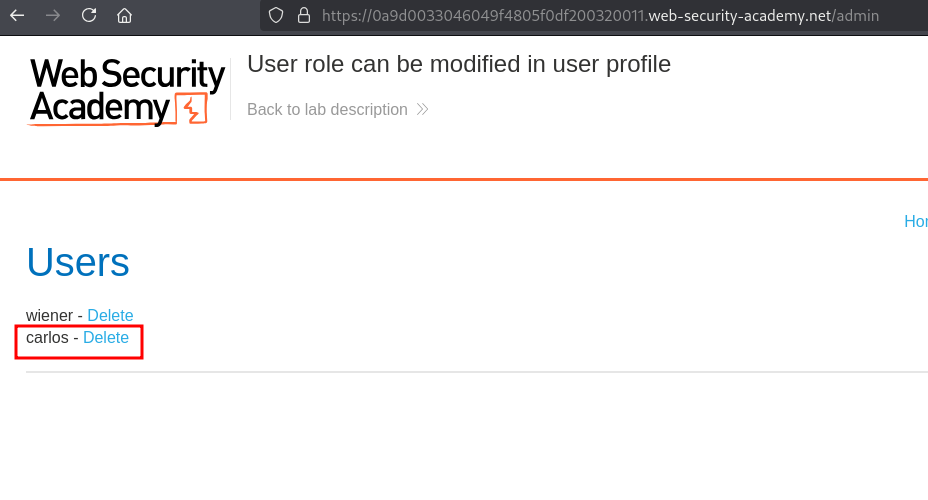 https://0a9d0033046049f4805f0df200320011.web-security-academy.net/admin
Web Security
Academy
User role can be modified in user profile
Back to lab description
Hor
Users
wiener - Delete
carlos - Delete